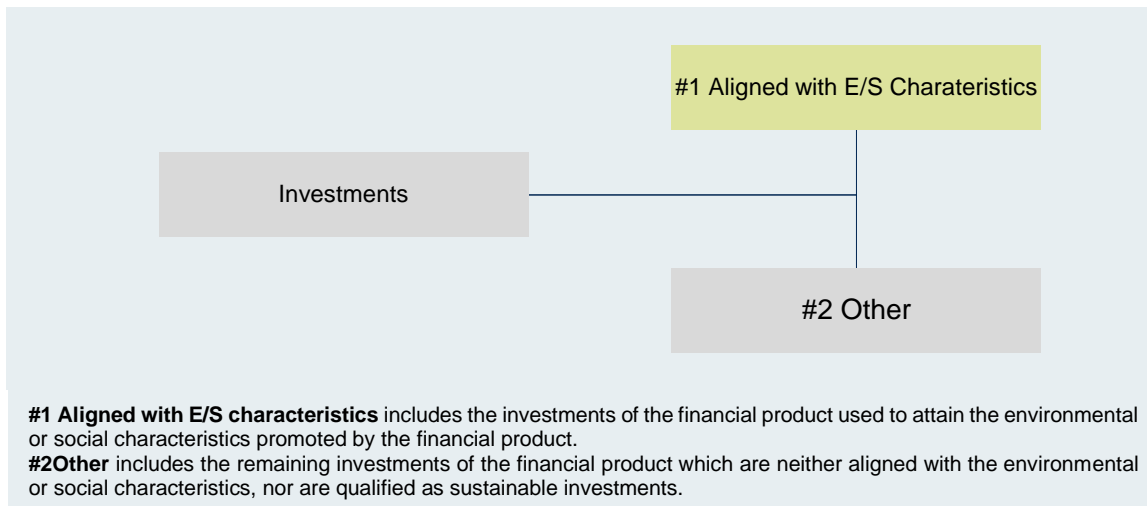 #1 Aligned with E/S Charateristics
Investments
#2 Other
#1 Aligned with E/S characteristics includes the investments of the financial product used to attain the environmental
or social characteristics promoted by the financial product.
#2Other includes the remaining investments of the financial product which are neither aligned with the environmental
or social characteristics, nor are qualified as sustainable investments.